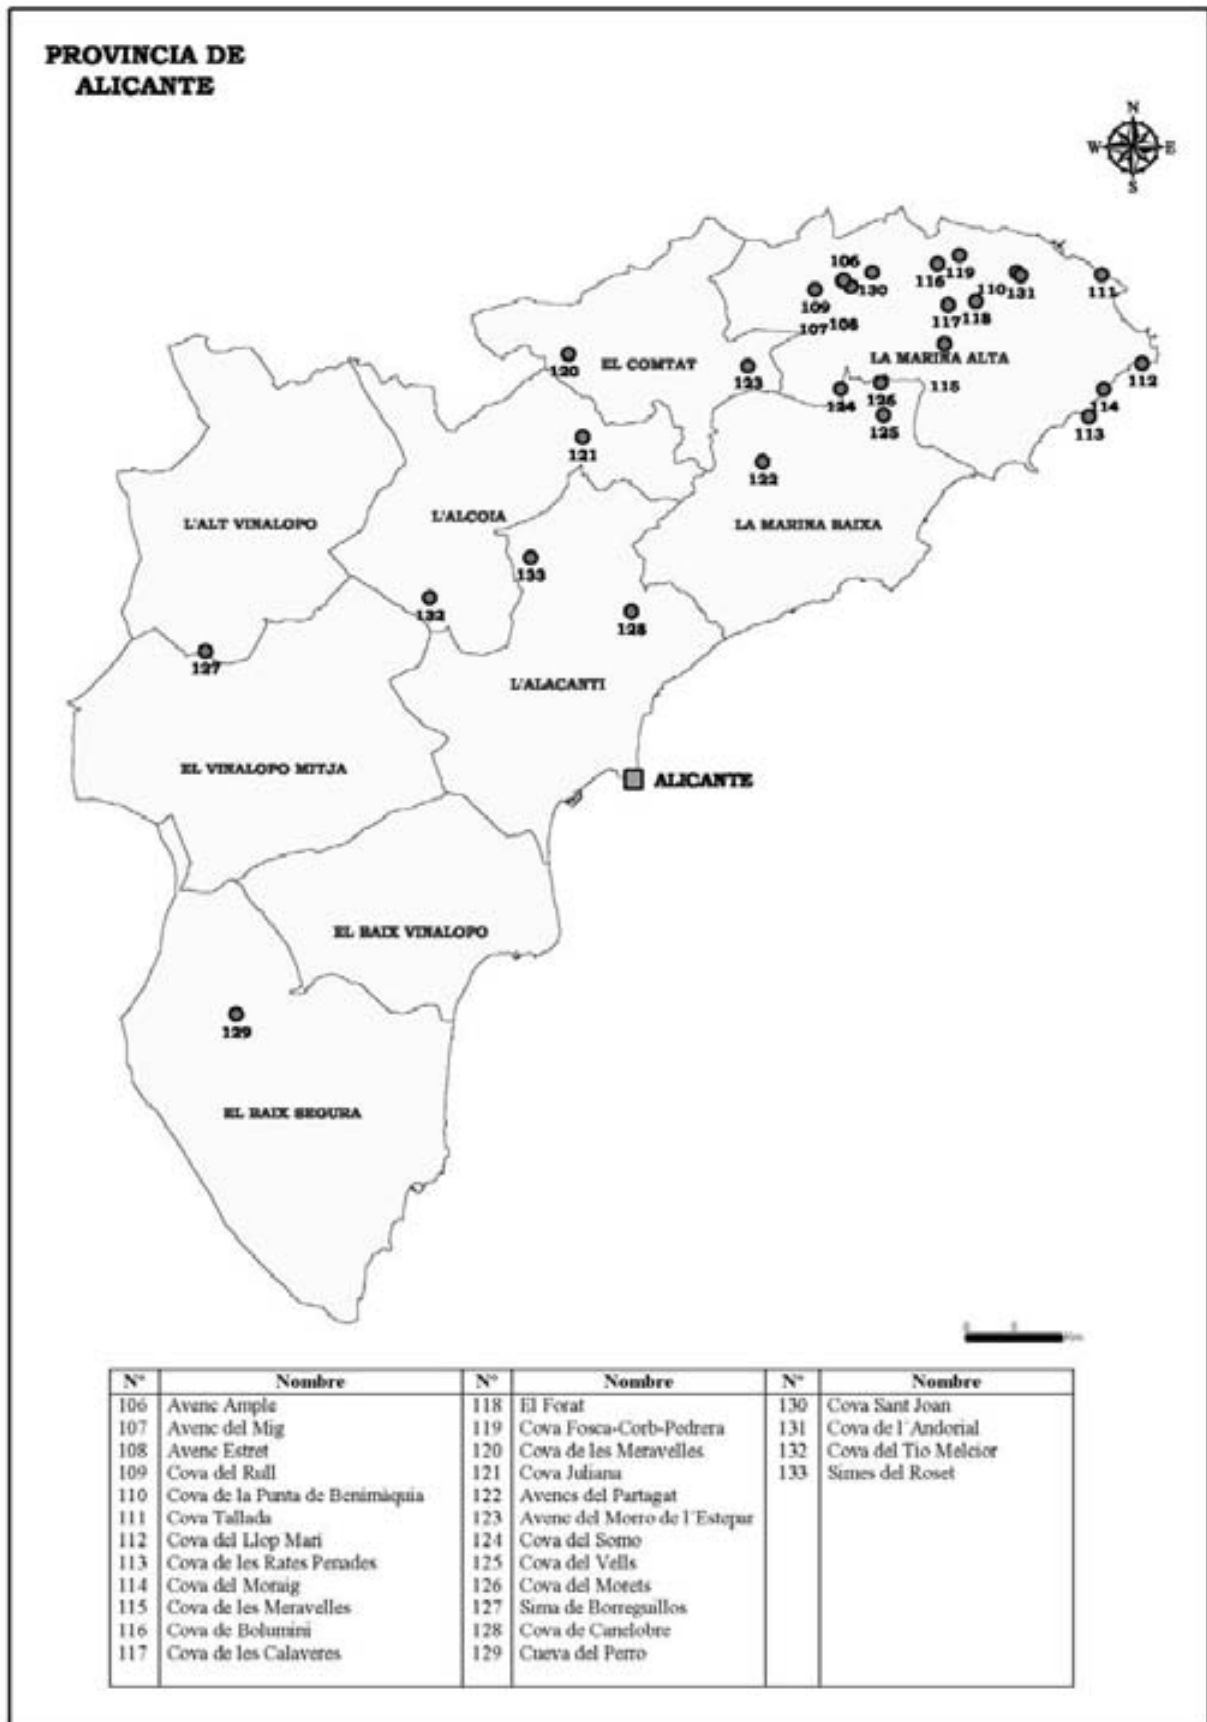 PROVINCIA DE
ALICANTE
N
W E
S
106
116 119
130
110 131
111
109
117 118
107 108
120
EL COMTAT
123
LA MARINA ALTA
112
124 126 115
114
125
113
121
122
L'ALT VINALOPO
L'ALCOIA
LA MARINA BAIXA
133
132
128
127
L'ALACANTI
EL VINALOPO MITJA
ALICANTE
EL BAIX VINALOPO
129
EL BAIX SEGURA
Nº Nombre Nº Nombre Nº Nombre
106 Avenc Ample 118 El Forat 130 Cova Sant Joan
107 Avenc del Mig 119 Cova Fosca-Corb-Pedrera 131 Cova de l´Andorial
108 Avenc Estret 120 Cova de les Meravelles 132 Cova del Tio Melcior
109 Cova del Rull 121 Cova Juliana 133 Simes del Roset
110 Cova de la Punta de Benimàquia 122 Avencs del Partagat
111 Cova Tallada 123 Avenc del Morro de l´Estepar
112 Cova del Llop Marí 124 Cova del Somo
113 Cova de les Rates Penades 125 Cova del Vells
114 Cova del Moraig 126 Cova del Morets
115 Cova de les Meravelles 127 Sima de Borreguillos
116 Cova de Bolumini 128 Cova de Canelobre
117 Cova de les Calaveres 129 Cueva del Perro